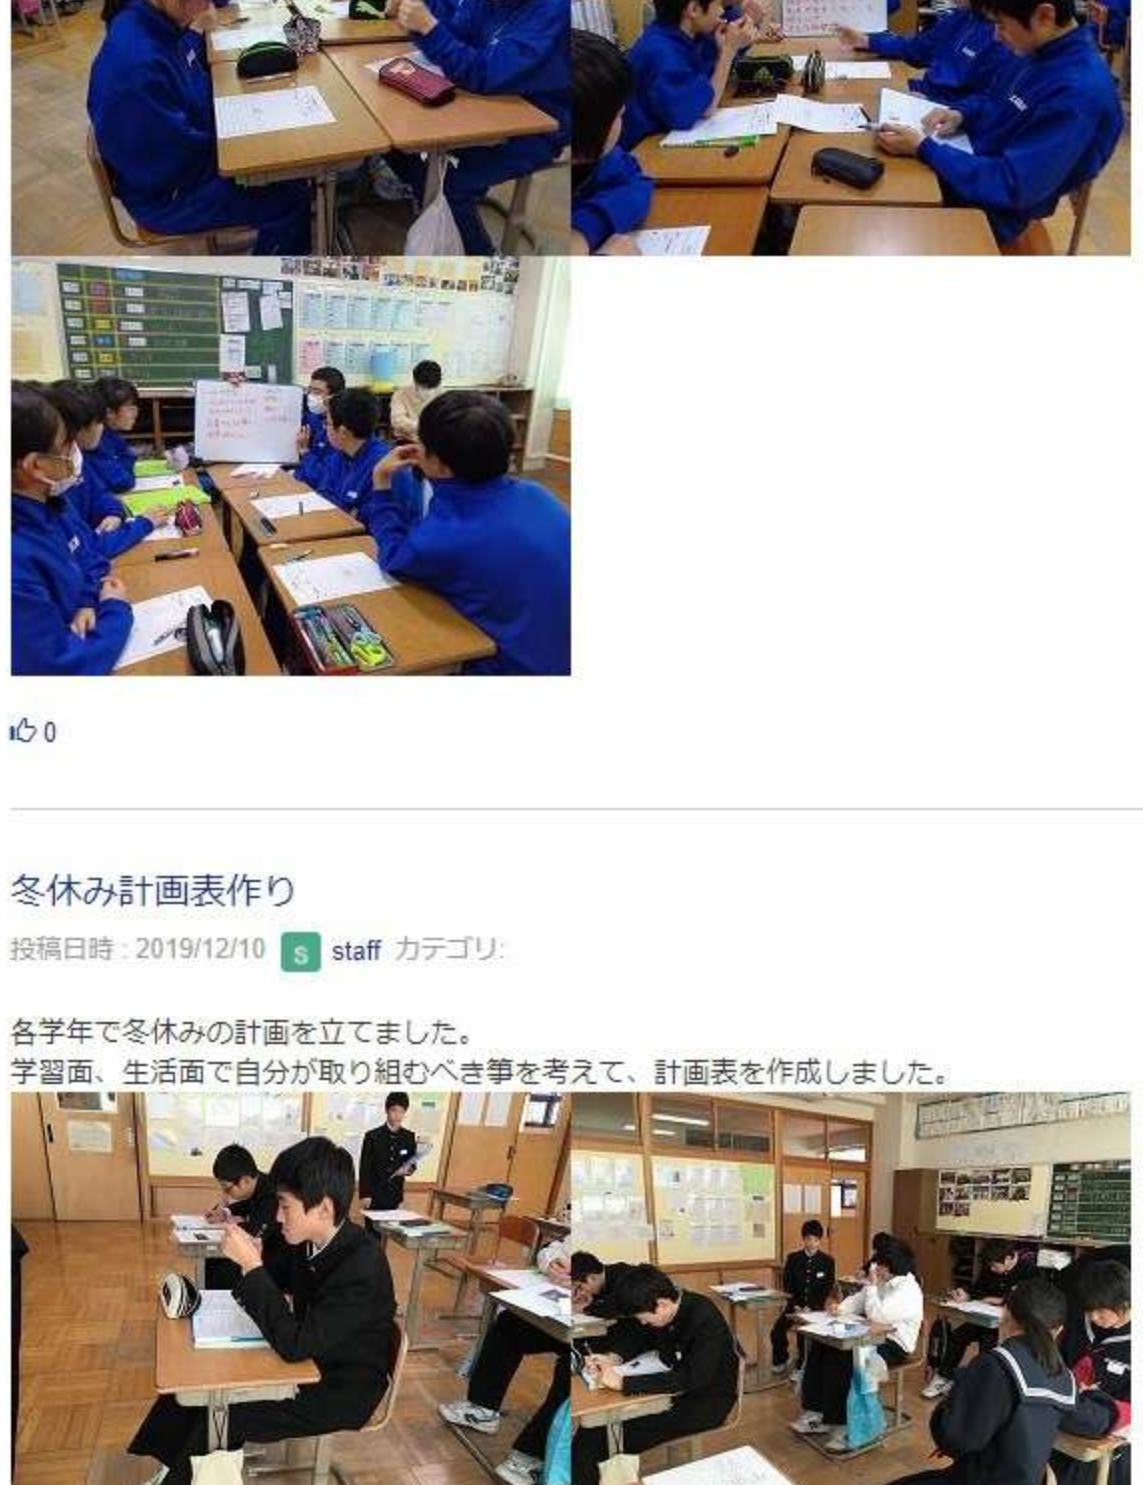 0
冬休み計画表作り
投稿日時 : 2019/12/10 s staff カテゴリ:
各学年で冬休みの計画を立てました。
学習面、生活面で自分が取り組むべき事を考えて、計画表を作成しました。